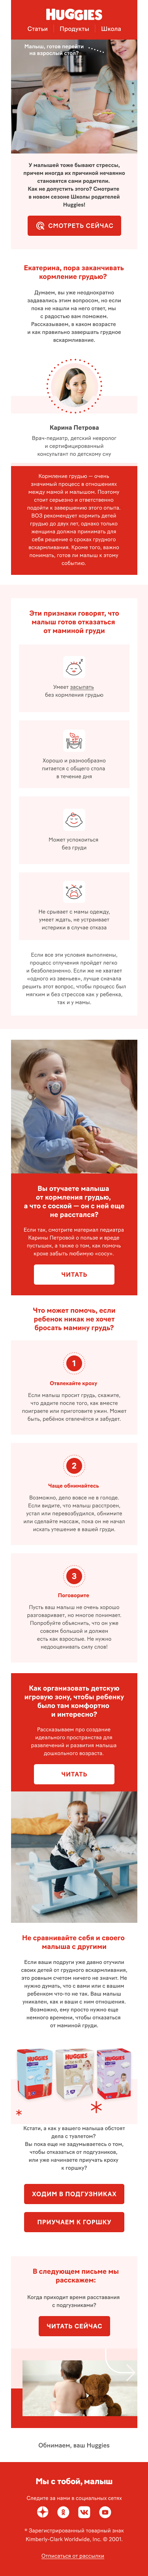 HUGGIES
Статьи Продукты Школа
Малыш, готов перейти
на взрослый стол?
У малышей тоже бывают стрессы,
причем иногда их причиной нечаянно
становятся сами родители.
Как не допустить этого? Смотрите
в новом сезоне Школы родителей
Huggies!
СМОТРЕТЬ СЕЙЧАС
Екатерина, пора заканчивать
кормление грудью?
Думаем, вы уже неоднократно
задавались этим вопросом, но если
пока не нашли на него ответ, мы
с радостью вам поможем.
Рассказываем, в каком возрасте
и как правильно завершать грудное
вскармливание.
Карина Петрова
Врач-педиатр, детский невролог
и сертифицированный
консультант по детскому сну
Кормление грудью — очень
значимый процесс в отношениях
между мамой и малышом. Поэтому
стоит серьезно и ответственно
подойти к завершению этого опыта.
ВОЗ рекомендует кормить детей
грудью до двух лет, однако только
женщина должна принимать для
себя решение о сроках грудного
вскармливания. Кроме того, важно
понимать, готов ли малыш к этому
событию.
Эти признаки говорят, что
малыш готов отказаться
от маминой груди
Умеет засыпать
без кормления грудью
Хорошо и разнообразно
питается с общего стола
в течение дня
Может успокоиться
без груди
Не срывает с мамы одежду,
умеет ждать, не устраивает
истерики в случае отказа
Если все эти условия выполнены,
процесс отлучения пройдет легко
и безболезненно. Если же не хватает
«одного из звеньев», лучше сначала
решить этот вопрос, чтобы процесс был
мягким и без стрессов как у ребенка,
так и у мамы.
Вы отучаете малыша
от кормления грудью,
а что с соской — он с ней еще
не расстался?
Если так, смотрите материал педиатра
Карины Петровой о пользе и вреде
пустышек, а также о том, как помочь
крохе забыть любимую «соску».
ЧИТАТЬ
Что может помочь, если
ребенок никак не хочет
бросать мамину грудь?
1
Отвлекайте кроху
Если малыш просит грудь, скажите,
что дадите после того, как вместе
поиграете или приготовите ужин. Может
быть, ребёнок отвлечётся и забудет.
2
Чаще обнимайтесь
Возможно, дело вовсе не в голоде.
Если видите, что малыш расстроен,
устал или перевозбудился, обнимите
или сделайте массаж, пока он не начал
искать утешение в вашей груди.
3
Поговорите
Пусть ваш малыш не очень хорошо
разговаривает, но многое понимает.
Попробуйте объяснить, что он уже
совсем большой и должен
есть как взрослые. Не нужно
недооценивать силу слов!
Как организовать детскую
игровую зону, чтобы ребенку
было там комфортно
и интересно?
Рассказываем про создание
идеального пространства для
развлечений и развития малыша
дошкольного возраста.
ЧИТАТЬ
Не сравнивайте себя и своего
малыша с другими
Если ваши подруги уже давно отучили
своих детей от грудного вскармливания,
это ровным счетом ничего не значит. Не
нужно думать, что с вами или с вашим
ребенком что-то не так. Ваш малыш
уникален, как и ваши с ним отношения.
Возможно, ему просто нужно еще
немного времени, чтобы отказаться
от маминой груди.
HUGGIES HUGGIES HUGGIES
Кстати, а как у вашего малыша обстоят
дела с туалетом?
Вы пока еще не задумываетесь о том,
чтобы отказаться от подгузников,
или уже начинаете приучать кроху
к горшку?
ХОДИМ В ПОДГУЗНИКАХ
ПРИУЧАЕМ К ГОРШКУ
В следующем письме мы
расскажем:
Когда приходит время расставания
с подгузниками?
ЧИТАТЬ СЕЙЧАС
Обнимаем, ваш Huggies
Мы с тобой, малыш
Следите за нами в социальных сетях
® Зарегистрированный товарный знак
Kimberly-Clark Worldwide, Inc. © 2001.
Отписаться от рассылки